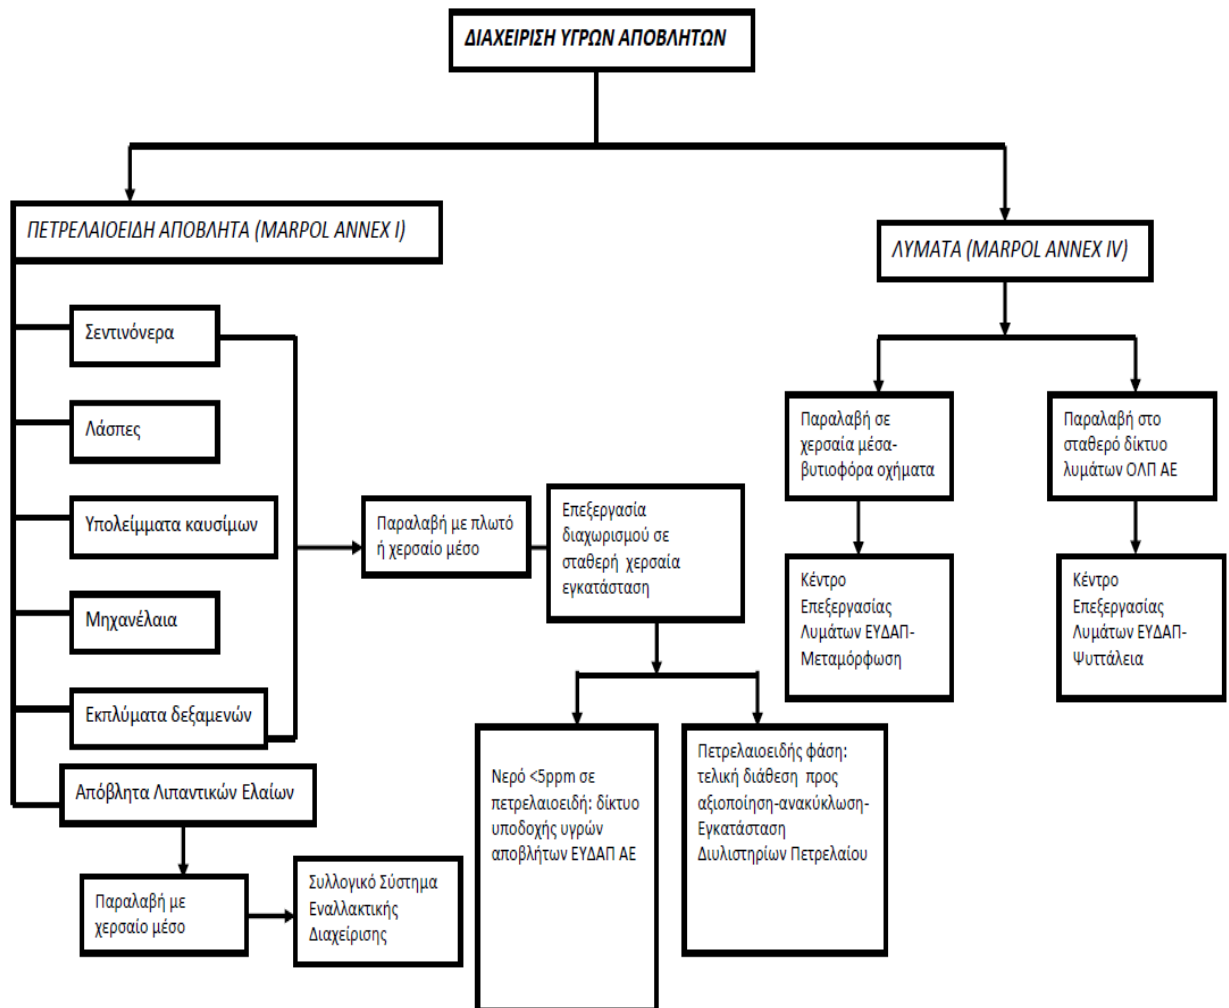 ΔΙΑΧΕΙΡΙΣΗ ΥΓΡΩΝ ΑΠΟΒΛΗΤΩΝ
ΠΕΤΡΕΛΑΙΟΕΙΔΗ ΑΠΟΒΛΗΤΑ (MARPOL ANNEX I)
ΛΥΜΑΤΑ (MARPOL ANNEX IV)
Σεντινόνερα
Λάσπες
Υπολείμματα καυσίμων
Μηχανέλαια
Εκπλύματα δεξαμενών
Απόβλητα Λιπαντικών Ελαίων
Παραλαβή με
χερσαίο μέσο
Συλλογικό Σύστημα
Εναλλακτικής
Διαχείρισης
Παραλαβή με πλωτό
ή χερσαίο μέσο
Επεξεργασία
διαχωρισμού σε
σταθερή χερσαία
εγκατάσταση
Νερό <5ppm σε
πετρελαιοειδή: δίκτυο
υποδοχής υγρών
αποβλήτων ΕΥΔΑΠ ΑΕ
Πετρελαιοειδής φάση:
τελική διάθεση προς
αξιοποίηση-ανακύκλωση-
Εγκατάσταση
Διυλιστηρίων Πετρελαίου
Παραλαβή σε
χερσαία μέσα-
βυτιοφόρα οχήματα
Κέντρο
Επεξεργασίας
Λυμάτων ΕΥΔΑΠ-
Μεταμόρφωση
Παραλαβή στο
σταθερό δίκτυο
λυμάτων ΟΛΠ ΑΕ
Κέντρο
Επεξεργασίας
Λυμάτων ΕΥΔΑΠ-
Ψυττάλεια